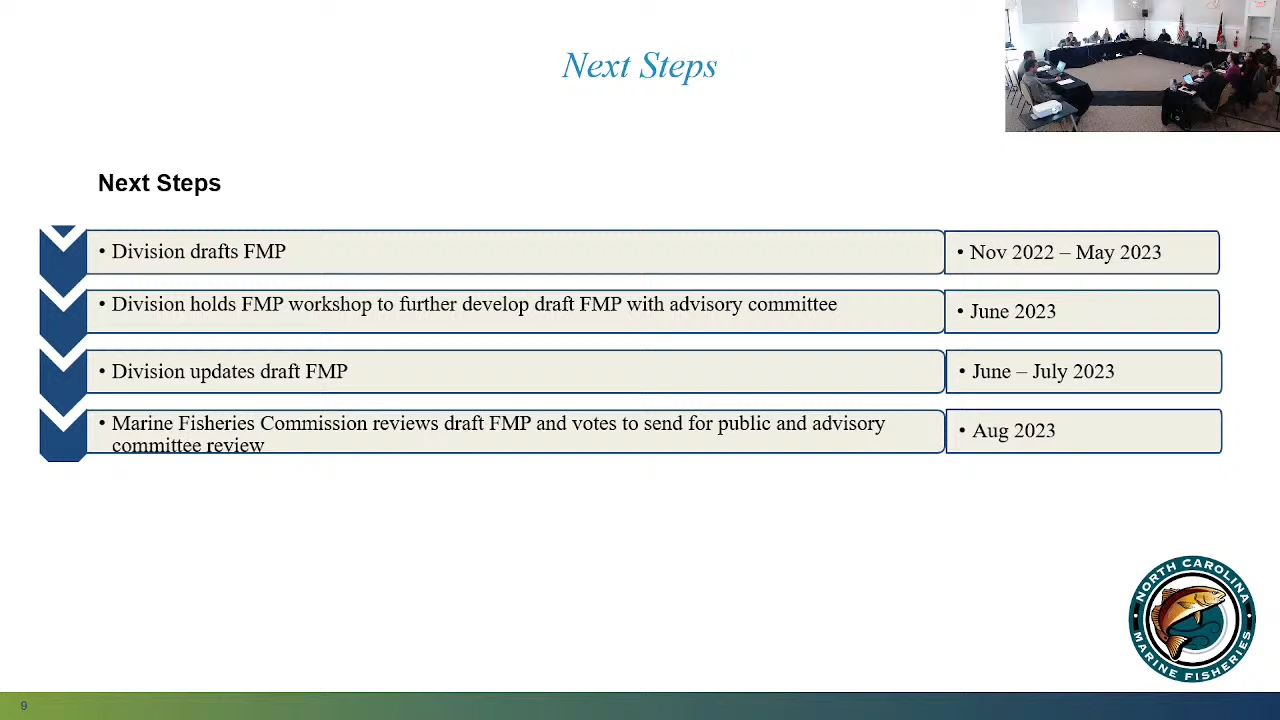 Next Steps
Next Steps
• Division drafts FMP
• Nov 2022 – May 2023
• Division holds FMP workshop to further develop draft FMP with advisory committee
• June 2023
• Division updates draft FMP
• June – July 2023
• Marine Fisheries Commission reviews draft FMP and votes to send for public and advisory
committee review
• Aug 2023
NORTH CAROLINA
MARINE FISHERIES
9